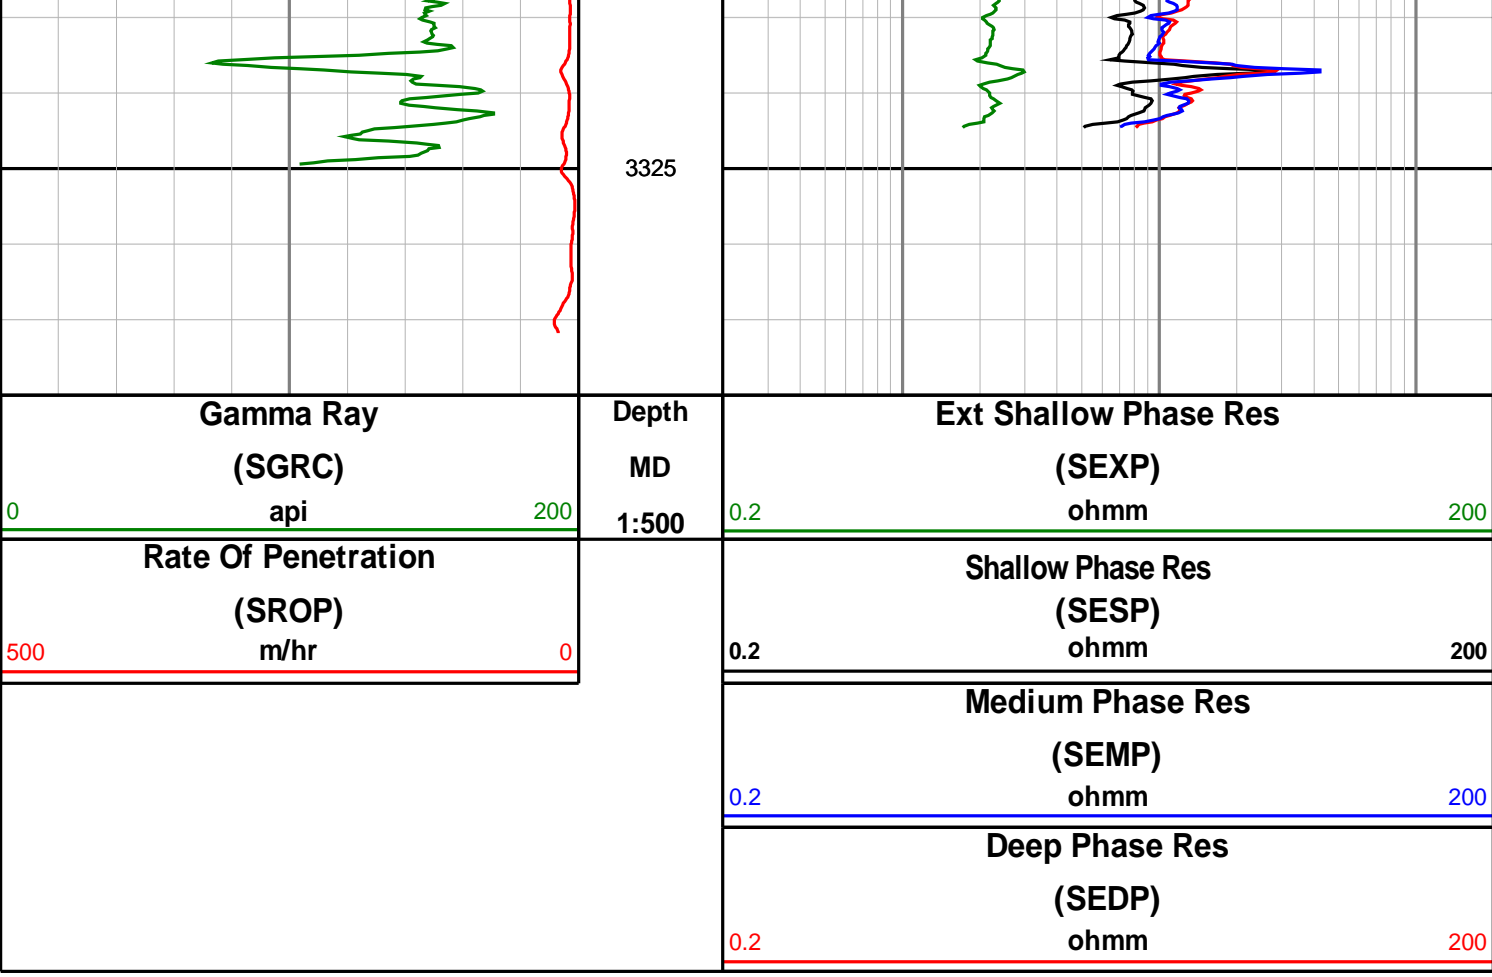 3325
Gamma Ray
(SGRC)
0 api 200
Depth
MD
1:500
Ext Shallow Phase Res
(SEXP)
0.2 ohmm 200
Rate Of Penetration
(SROP)
500 m/hr 0
Shallow Phase Res
(SESP)
0.2 ohmm 200
Medium Phase Res
(SEMP)
0.2 ohmm 200
Deep Phase Res
(SEDP)
0.2 ohmm 200